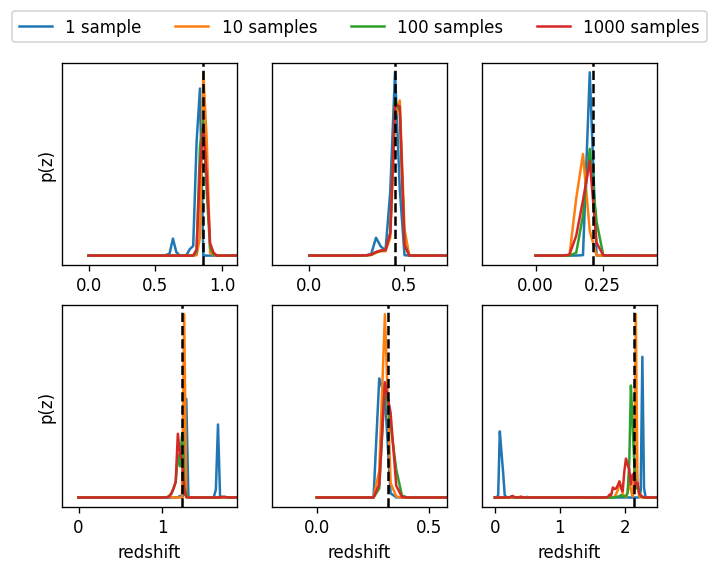 1 sample 10 samples 100 samples 1000 samples
p(z)
0.0 0.5 1.0 0.0 0.5 0.00 0.25
p(z)
0 1 0.0 0.5 0 1 2
redshift redshift redshift